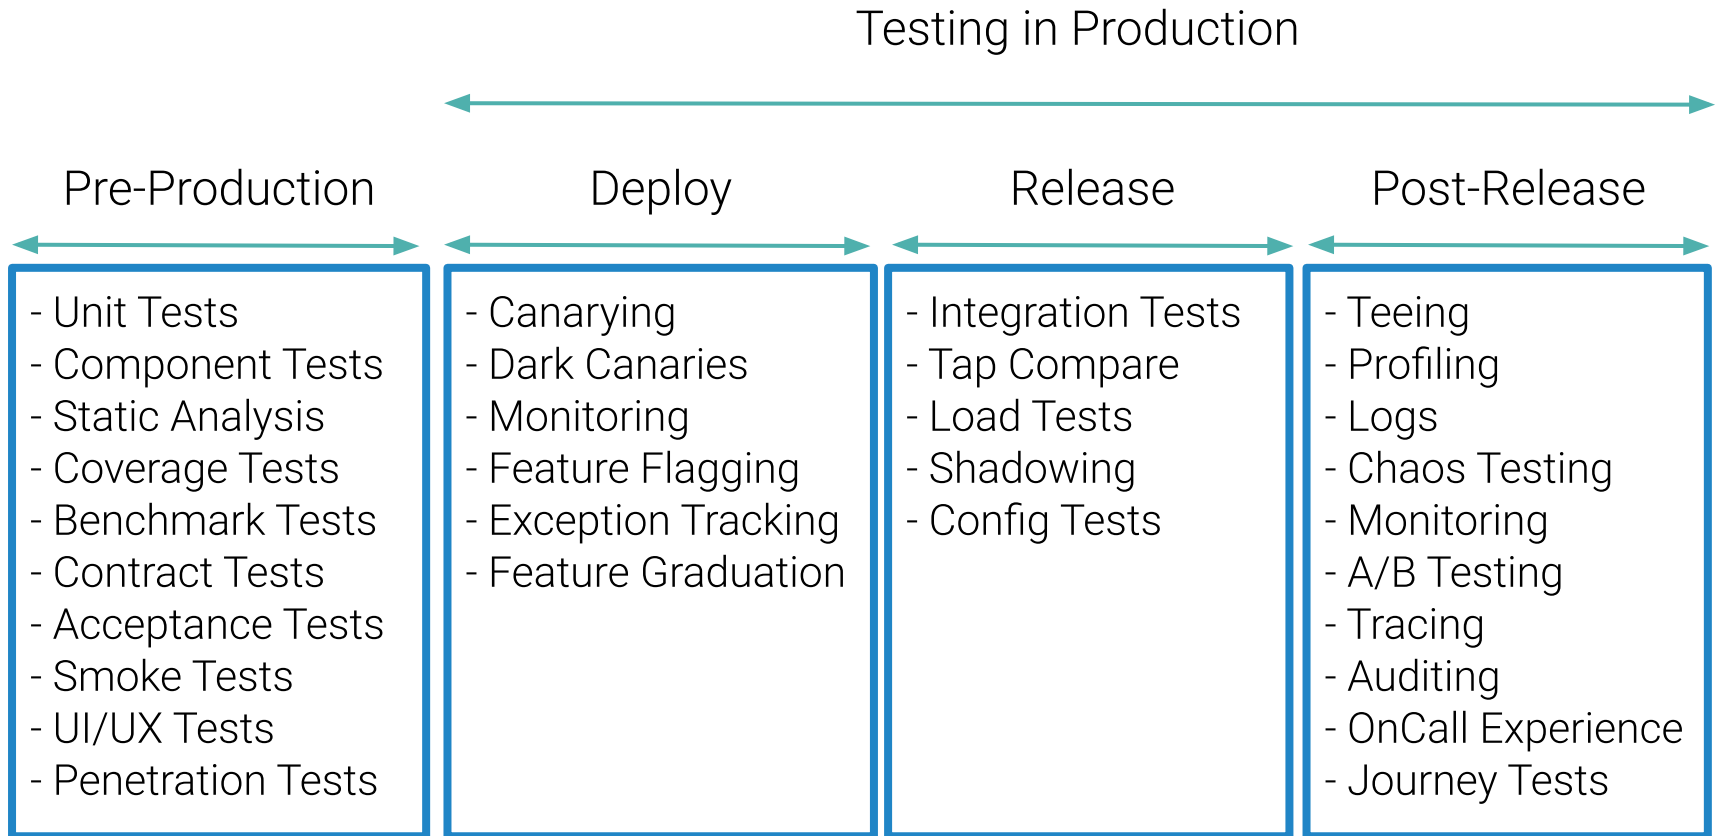 Testing in Production
Pre-Production
Deploy
Release
Post-Release
- Unit Tests
- Component Tests
- Static Analysis
- Coverage Tests
- Benchmark Tests
- Contract Tests
- Acceptance Tests
- Smoke Tests
- UI/UX Tests
- Penetration Tests
- Canarying
- Dark Canaries
- Monitoring
- Feature Flagging
- Exception Tracking
- Feature Graduation
- Integration Tests
- Tap Compare
- Load Tests
- Shadowing
- Config Tests
- Teeing
- Profiling
- Logs
- Chaos Testing
- Monitoring
- A/B Testing
- Tracing
- Auditing
- OnCall Experience
- Journey Tests